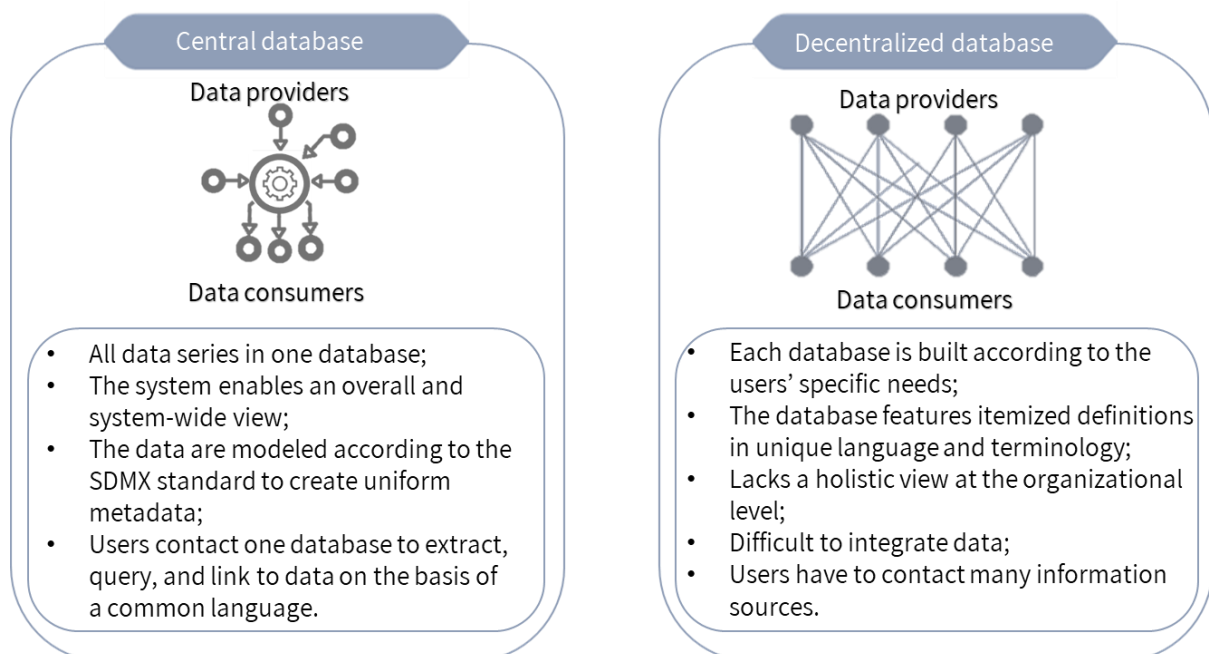 Central database
Data providers
Data consumers
• All data series in one database;
• The system enables an overall and
system-wide view;
• The data are modeled according to the
SDMX standard to create uniform
metadata;
• Users contact one database to extract,
query, and link to data on the basis of
a common language.
Decentralized database
Data providers
Data consumers
• Each database is built according to the
users’ specific needs;
• The database features itemized definitions
in unique language and terminology;
• Lacks a holistic view at the organizational
level;
• Difficult to integrate data;
• Users have to contact many information
sources.